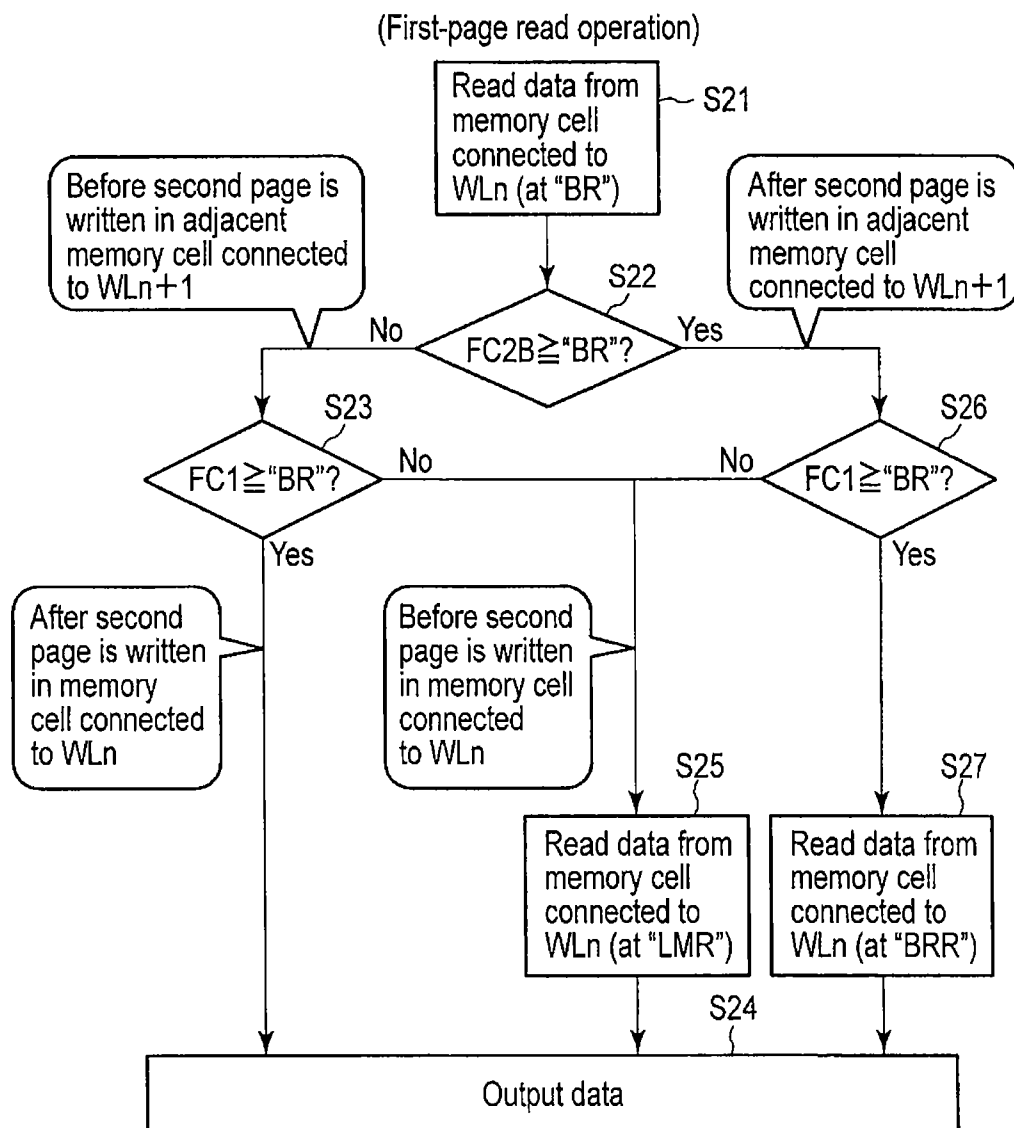 (First-page read operation)
Read data from
memory cell
connected to
WLn (at “BR”)
S21
Before second page is
written in adjacent
memory cell connected
to WLn+1
After second page is
written in adjacent
memory cell
connected to WLn+1
S22
No
Yes
FC2B≧“BR”?
S23
S26
FC1≧“BR”?
No
No
FC1≧“BR”?
Yes
Yes
After second
page is written
in memory
cell connected
to WLn
Before second
page is written
in memory cell
connected
to WLn
S25
S27
Read data from
memory cell
connected to
WLn (at “LMR”)
Read data from
memory cell
connected to
WLn (at “BRR”)
S24
Output data